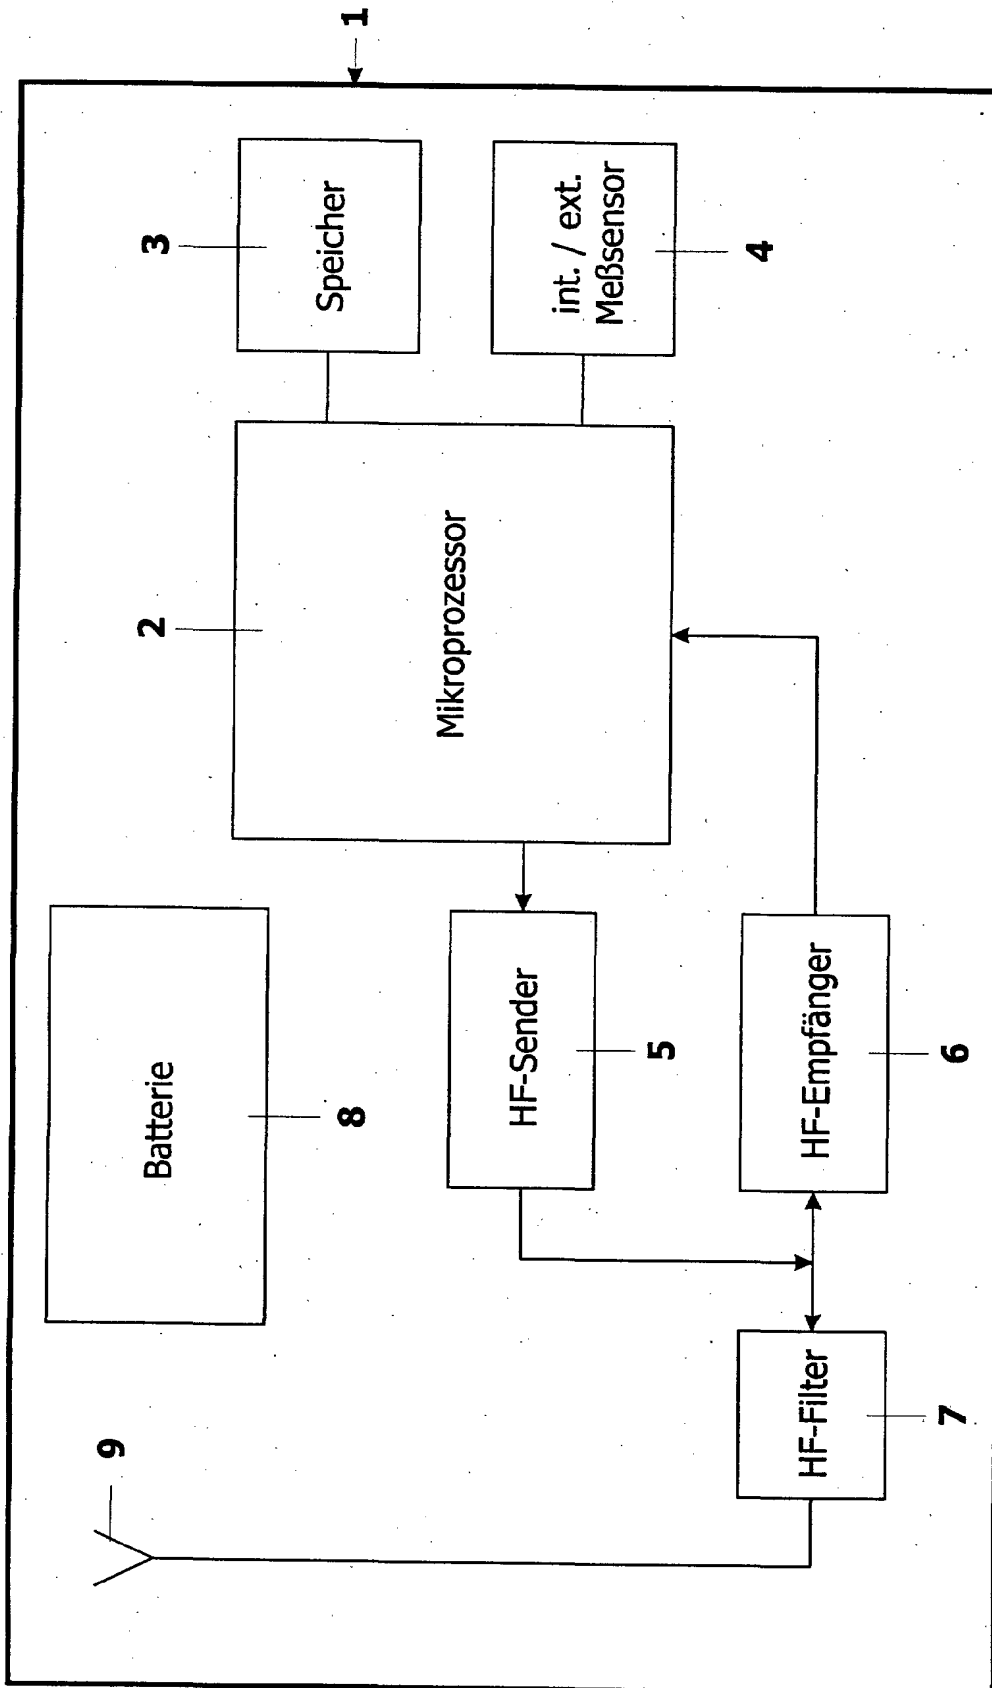 1
3
Speicher
int. / ext.
Meßsensor
4
2
Mikroprozessor
Batterie
8
HF-Sender
5
HF-Empfänger
6
9
HF-Filter
7